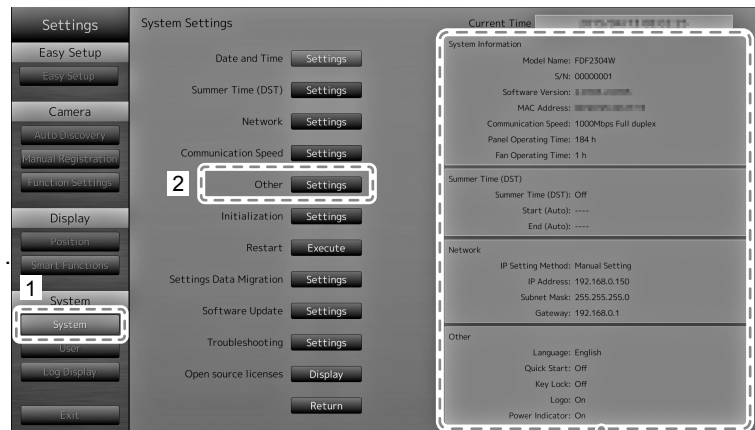 Settings
Easy Setup
Easy Setup
Camera
Auto Discovery
Manual Registration
Function Settings
Display
Position
Smart Functions
1
System
System
User
Log Display
Exit
System Settings
Date and Time Settings
Summer Time (DST) Settings
Network Settings
Communication Speed Settings
2 Other Settings
Initialization Settings
Restart Execute
Settings Data Migration Settings
Software Update Settings
Troubleshooting Settings
Open source licenses Display
Return
Current Time
System Information
Model Name: FDF2304W
S/N: 00000001
Software Version:
MAC Address:
Communication Speed: 1000Mbps Full duplex
Panel Operating Time: 184 h
Fan Operating Time: 1 h
Summer Time (DST)
Summer Time (DST): Off
Start (Auto): ----
End (Auto): ----
Network
IP Setting Method: Manual Setting
IP Address: 192.168.0.150
Subnet Mask: 255.255.255.0
Gateway: 192.168.0.1
Other
Language: English
Quick Start: Off
Key Lock: Off
Logo: On
Power Indicator: On